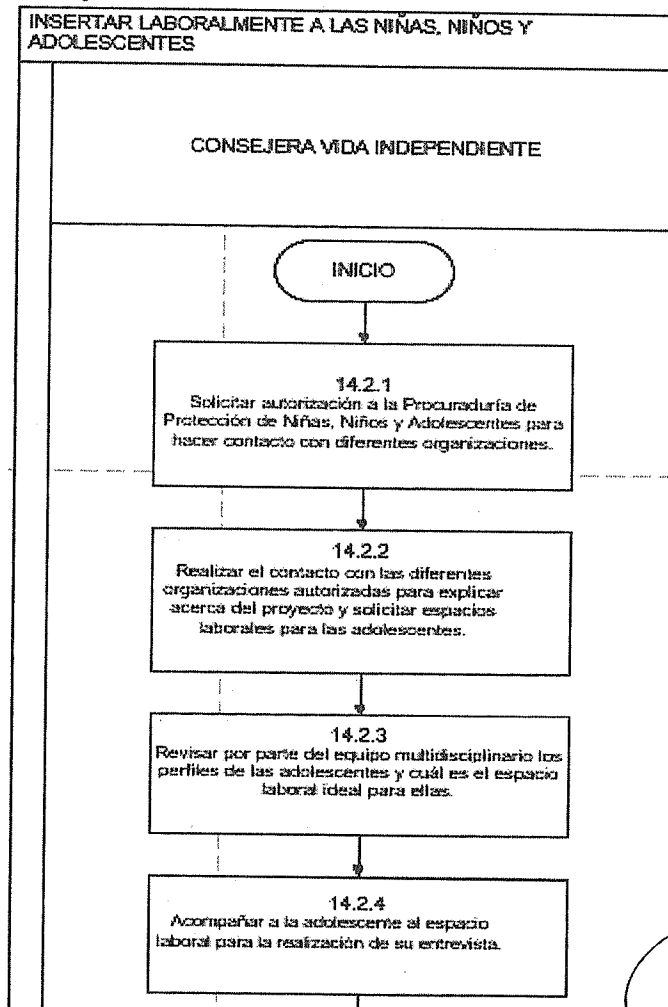 INSERTAR LABORALMENTE A LAS NIÑAS, NIÑOS Y
ADOLESCENTES
CONSEJERA VIDA INDEPENDIENTE
INICIO
14.2.1
Solicitar autorización a la Procuraduría de
Protección de Niñas, Niños y Adolescentes para
hacer contacto con diferentes organizaciones.
14.2.2
Realizar el contacto con las diferentes
organizaciones autorizadas para explicar
acerca del proyecto y solicitar espacios
laborales para las adolescentes.
14.2.3
Revisar por parte del equipo multidisciplinario los
perfiles de las adolescentes y cuál es el espacio
laboral ideal para ellas.
14.2.4
Acompañar a la adolescente al espacio
laboral para la realización de su entrevista.